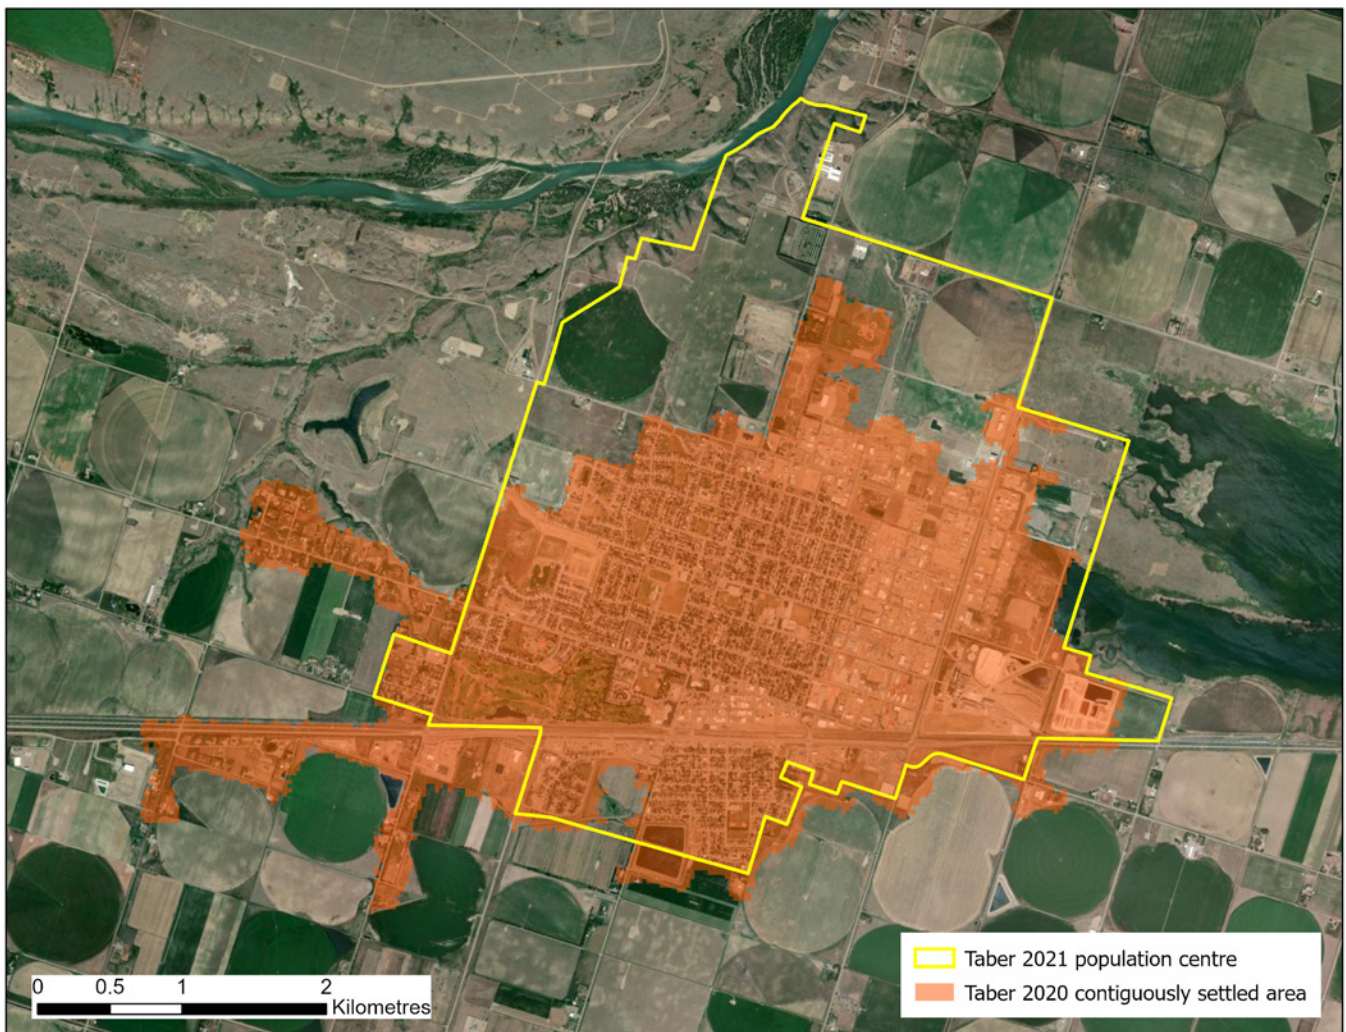 Taber 2021 population centre
Taber 2020 contiguously settled area
0 0.5 1 2
Kilometres